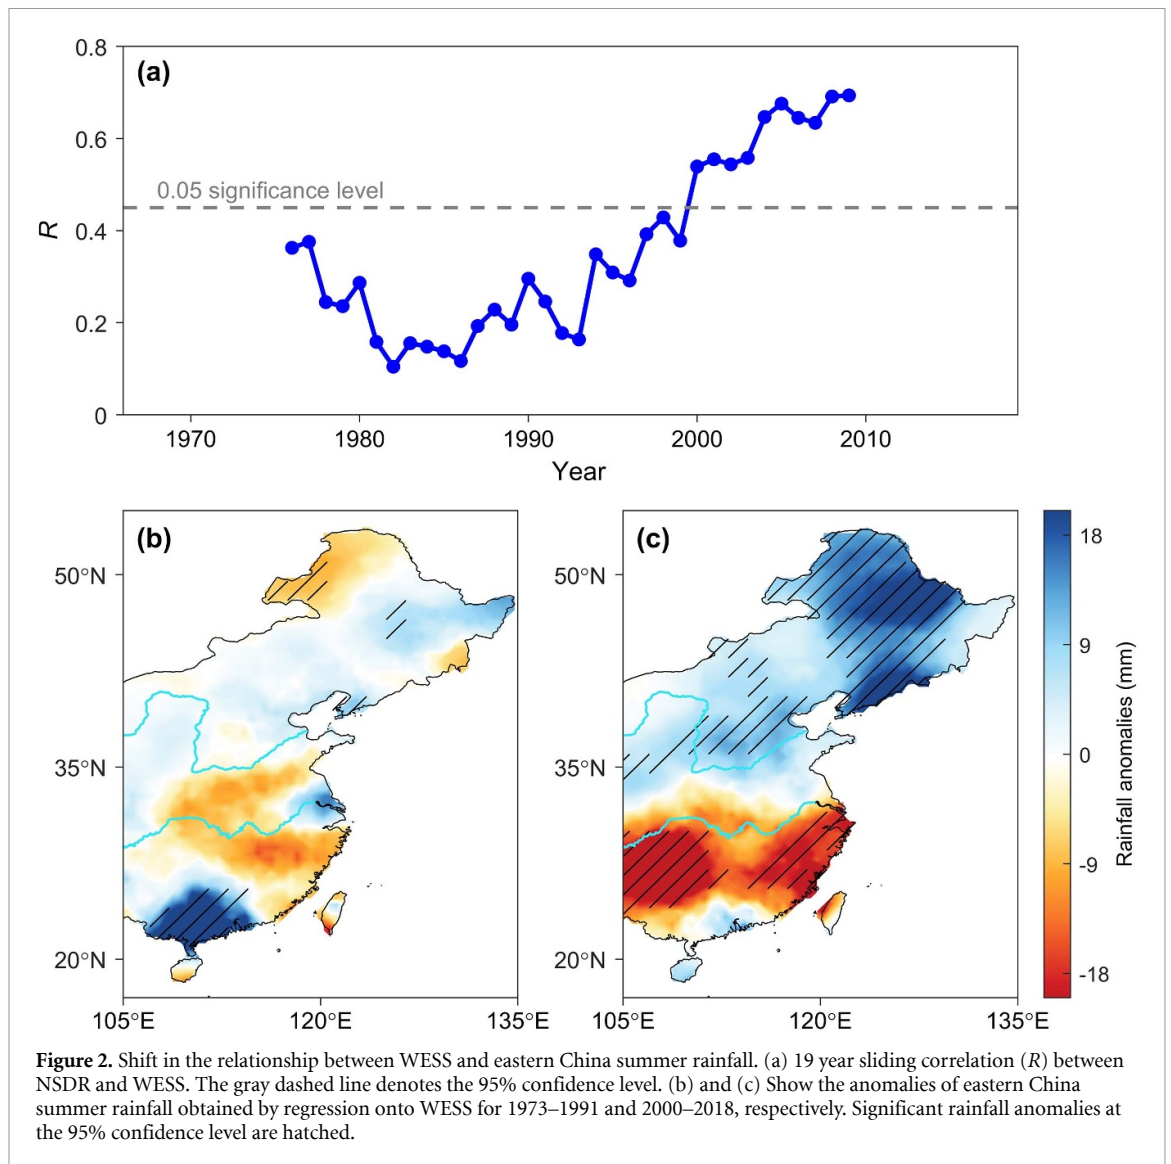 (a)
0.8
0.6
0.4
0.2
0
R
0.05 significance level
1970 1980 1990 2000 2010
Year
(b)
50°N
35°N
20°N
105°E 120°E 135°E
(c)
50°N
35°N
20°N
105°E 120°E 135°E
18
9
0
-9
-18
Rainfall anomalies (mm)
Figure 2. Shift in the relationship between WESS and eastern China summer rainfall. (a) 19 year sliding correlation (R) between
NSDR and WESS. The gray dashed line denotes the 95% confidence level. (b) and (c) Show the anomalies of eastern China
summer rainfall obtained by regression onto WESS for 1973–1991 and 2000–2018, respectively. Significant rainfall anomalies at
the 95% confidence level are hatched.